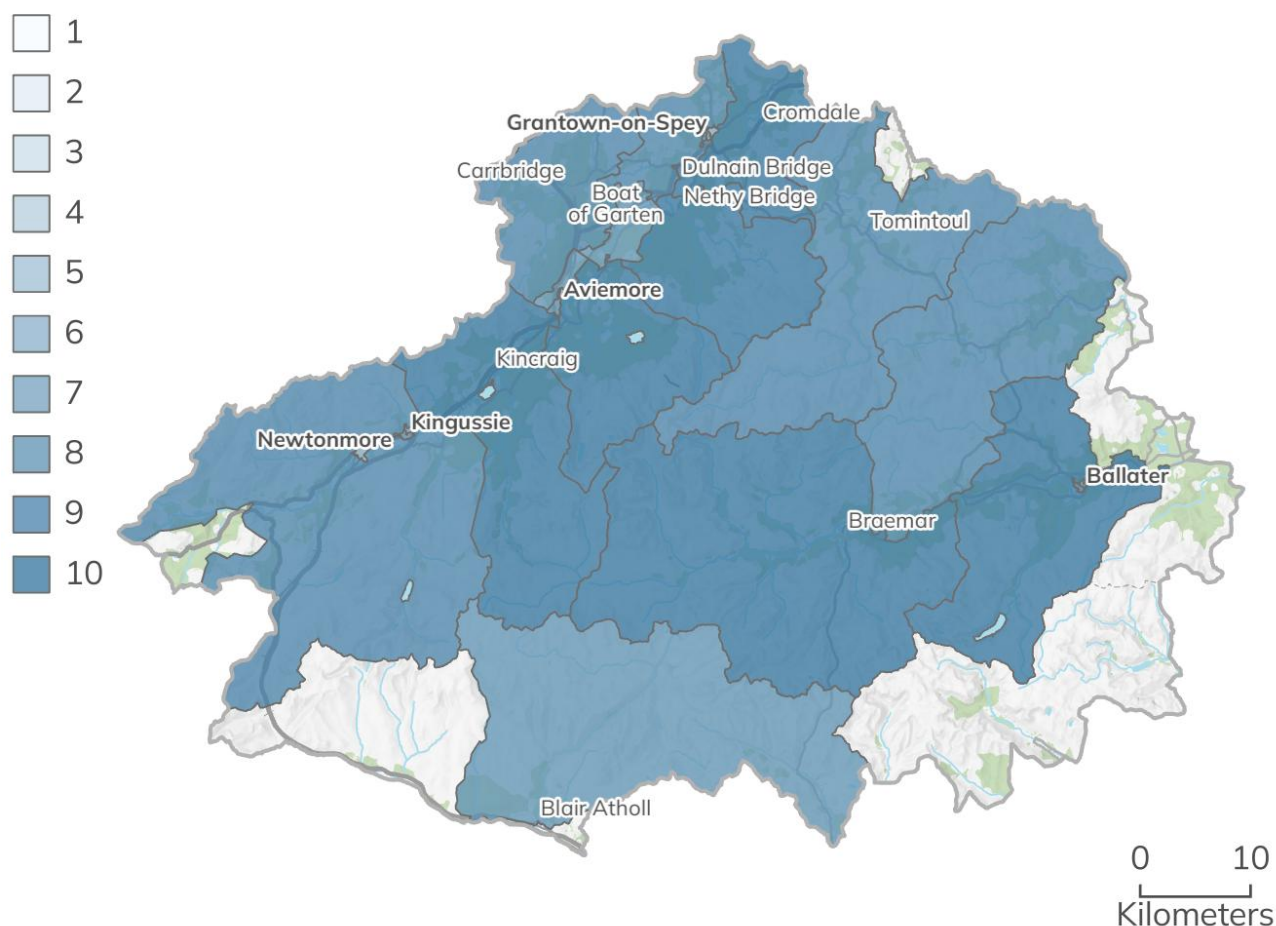 1
2
3
4
5
6
7
8
9
10
Cromdale
Grantown-on-Spey
Carrbridge
Dulnain Bridge
Boat
of Garten
Nethy Bridge
Tomintoul
Aviemore
Kincraig
Kingussie
Newtonmore
Ballater
Braemar
Blair Atholl
0 10
Kilometers